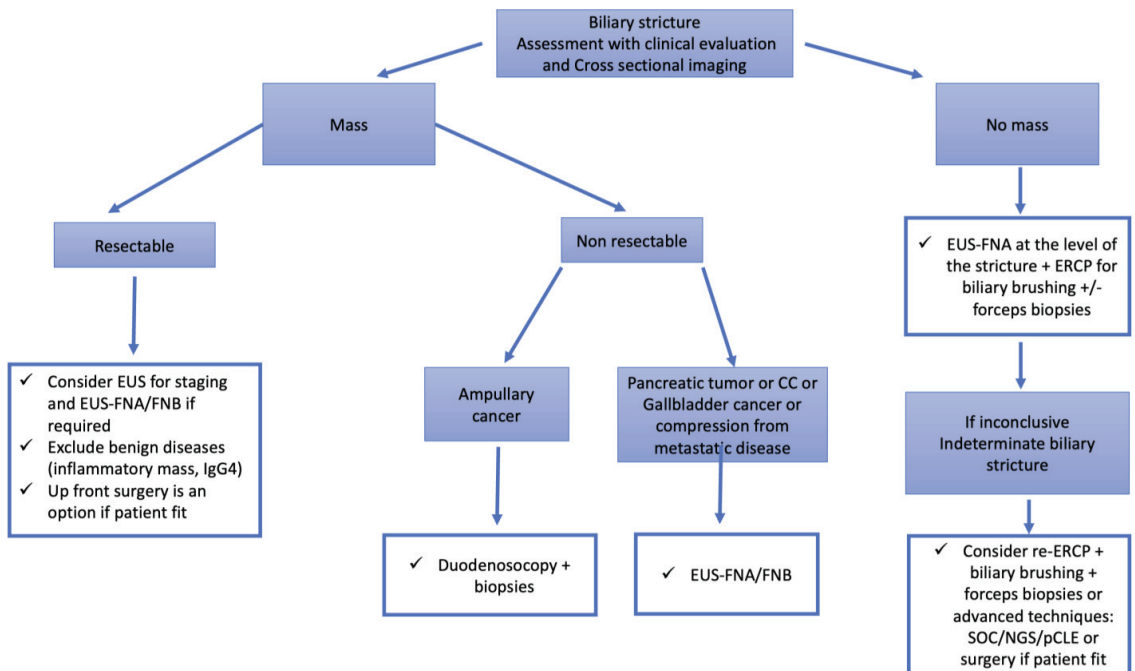 Biliary stricture
Assessment with clinical evaluation
and Cross sectional imaging
Mass
No mass
Resectable
Non resectable
✓ EUS-FNA at the level of
the stricture + ERCP for
biliary brushing +/-
forceps biopsies
✓ Consider EUS for staging
and EUS-FNA/FNB if
required
✓ Exclude benign diseases
(inflammatory mass, IgG4)
✓ Up front surgery is an
option if patient fit
Ampullary
cancer
Pancreatic tumor or CC or
Gallbladder cancer or
compression from
metastatic disease
If inconclusive
Indeterminate biliary
stricture
✓ Duodenosocopy +
biopsies
✓ EUS-FNA/FNB
✓ Consider re-ERCP +
biliary brushing +
forceps biopsies or
advanced techniques:
SOC/NGS/pCLE or
surgery if patient fit